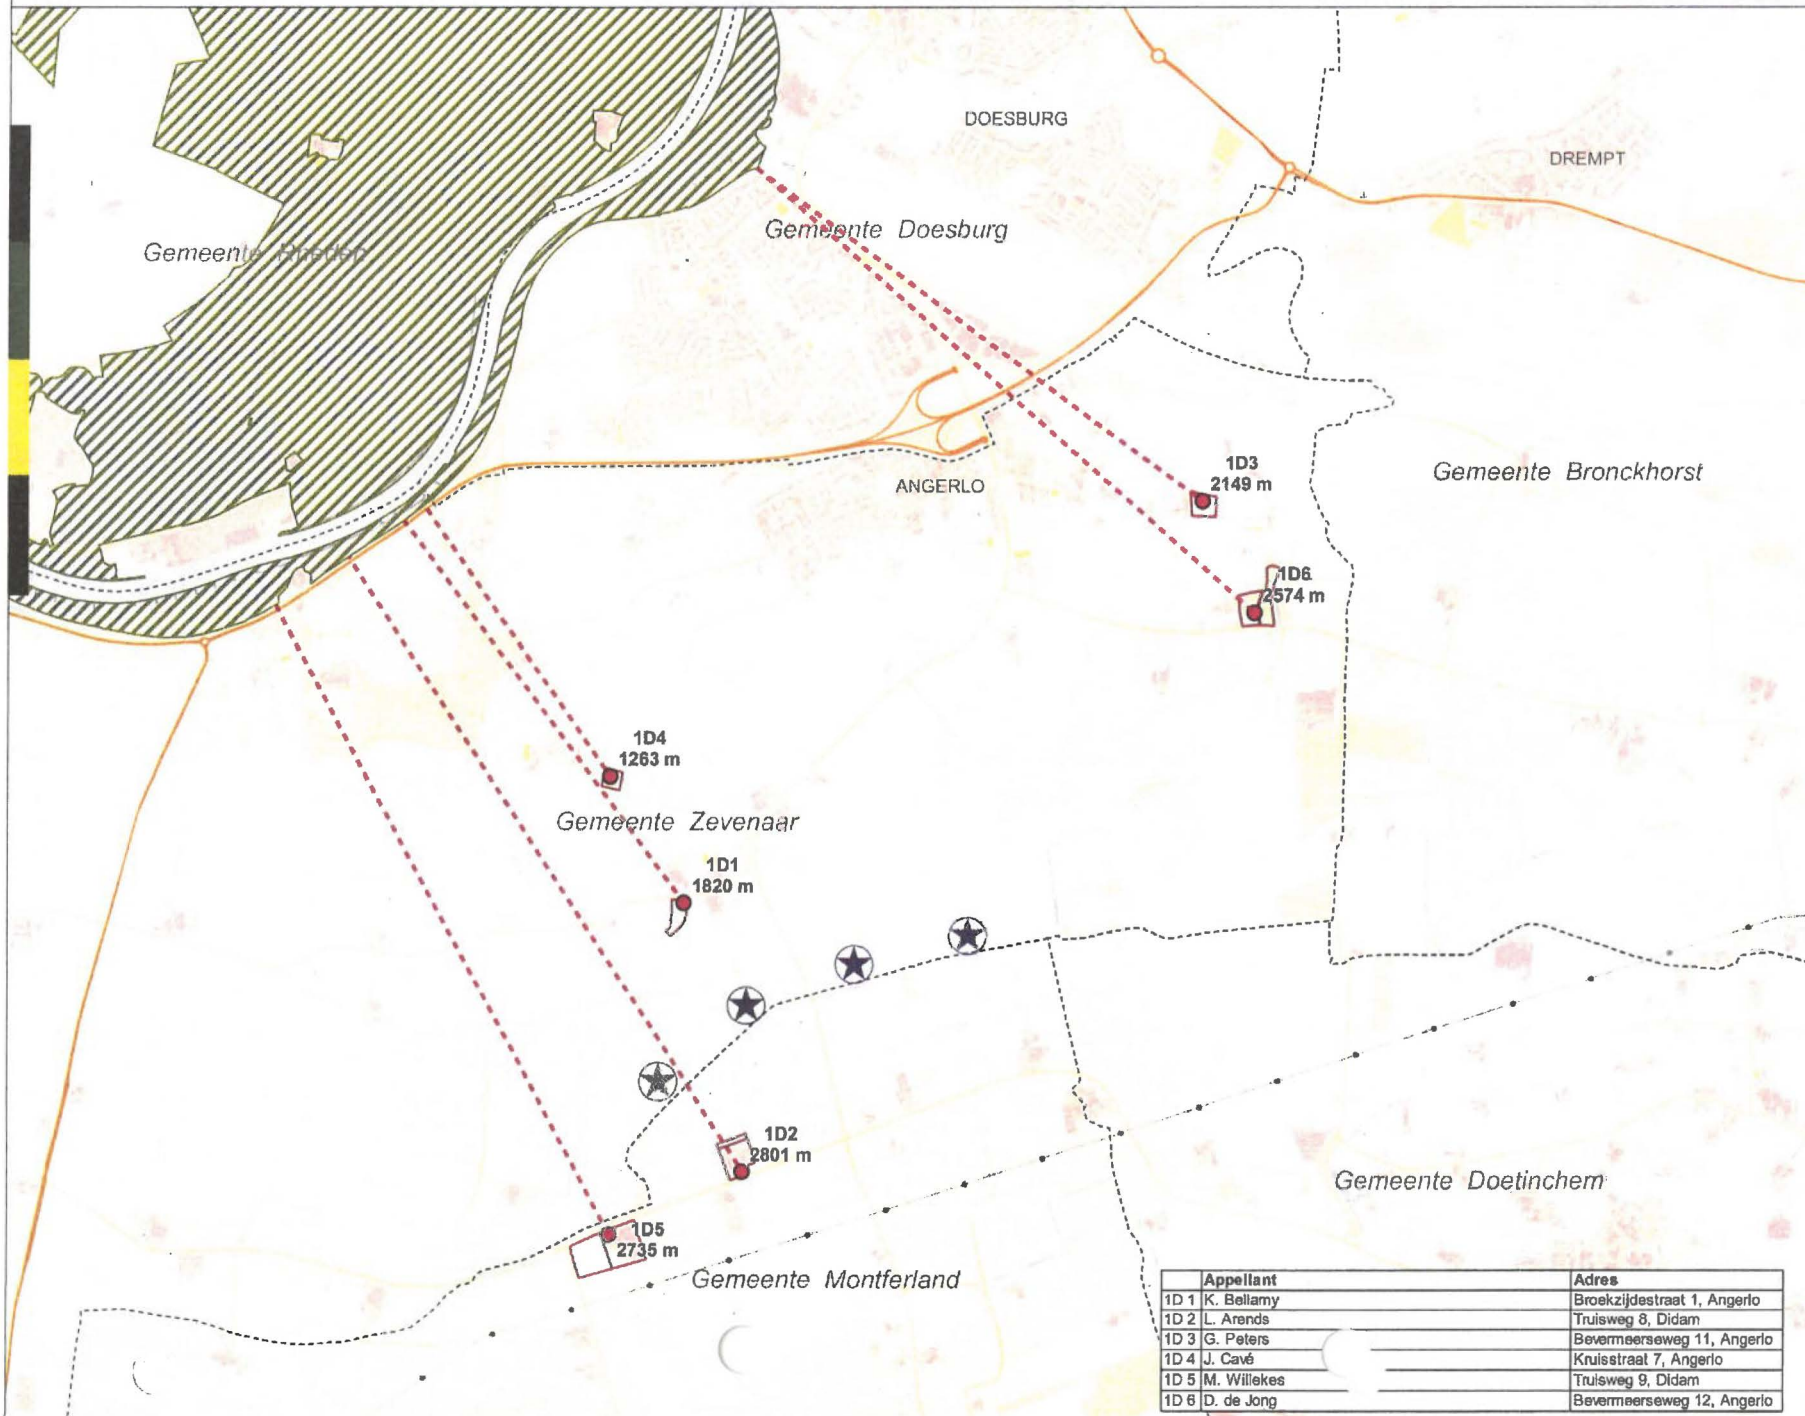 DOESBURG
DREMPT
Gemeente Doesburg
Gemeente Rheden
1D3
2149 m
Gemeente Bronckhorst
ANGERLO
1D6
2574 m
1D4
1263 m
Gemeente Zevenaar
1D1
1820 m
1D2
2801 m
Gemeente Doetinchem
1D5
2735 m
Gemeente Montferland
Appellant Adres
1D 1 K. Bellamy Broekzijdestraat 1, Angerlo
1D 2 L. Arends Truisweg 8, Didam
1D 3 G. Peters Bevermeerseweg 11, Angerlo
1D 4 J. Cavé Kruisstraat 7, Angerlo
1D 5 M. Willekes Truisweg 9, Didam
1D 6 D. de Jong Bevermeerseweg 12, Angerlo